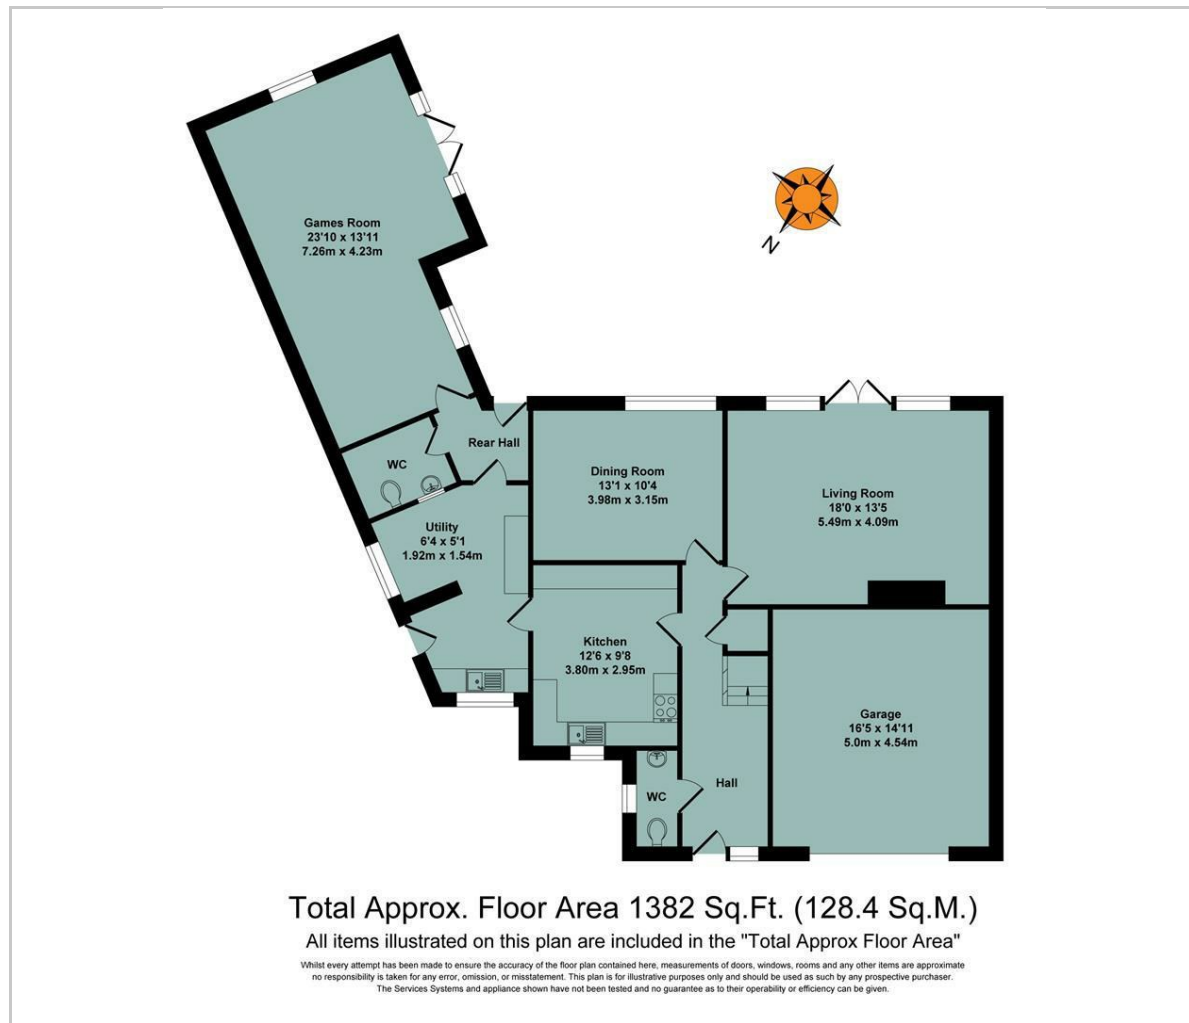 Games Room
23'10 x 13'11
7.26m x 4.23m
N
Rear Hall
WC
Dining Room
13'1 x 10'4
3.98m x 3.15m
Living Room
18'0 x 13'5
5.49m x 4.09m
Utility
6'4 x 5'1
1.92m x 1.54m
Kitchen
12'6 x 9'8
3.80m x 2.95m
Garage
16'5 x 14'11
5.0m x 4.54m
Hall
WC
Total Approx. Floor Area 1382 Sq.Ft. (128.4 Sq.M.)
All items illustrated on this plan are included in the "Total Approx Floor Area"
Whilst every attempt has been made to ensure the accuracy of the floor plan contained here, measurements of doors, windows, rooms and any other items are approximate
no responsibility is taken for any error, omission, or misstatement. This plan is for illustrative purposes only and should be used as such by any prospective purchaser.
The Services Systems and appliance shown have not been tested and no guarantee as to their operability or efficiency can be given.